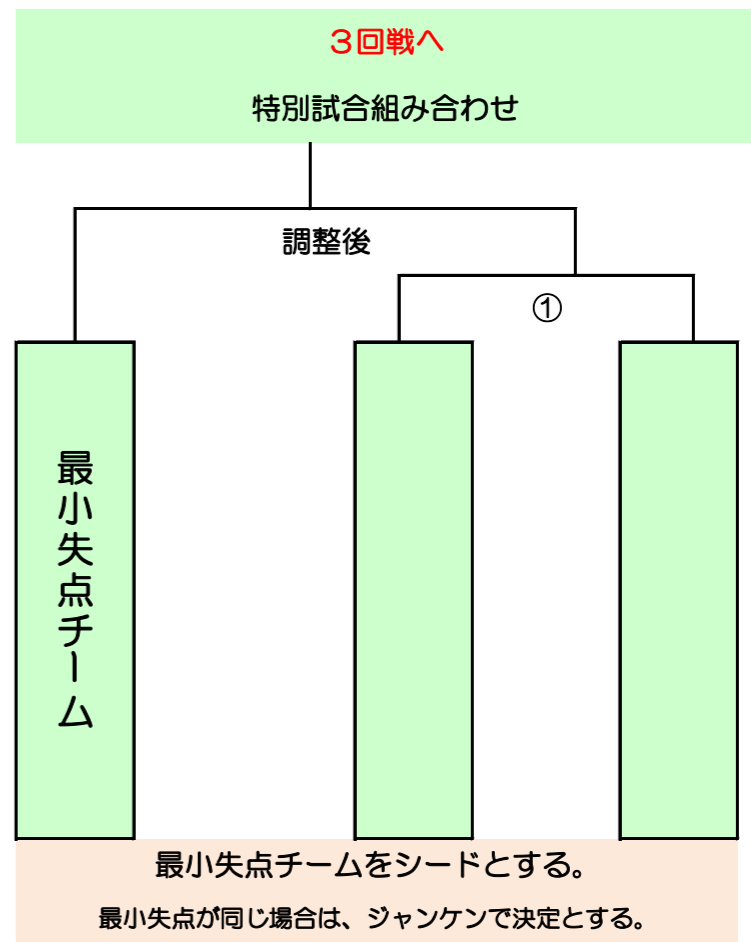 ３回戦へ
特別試合組み合わせ
調整後
①
最小失点チーム
最小失点チームをシードとする。
最小失点が同じ場合は、ジャンケンで決定とする。